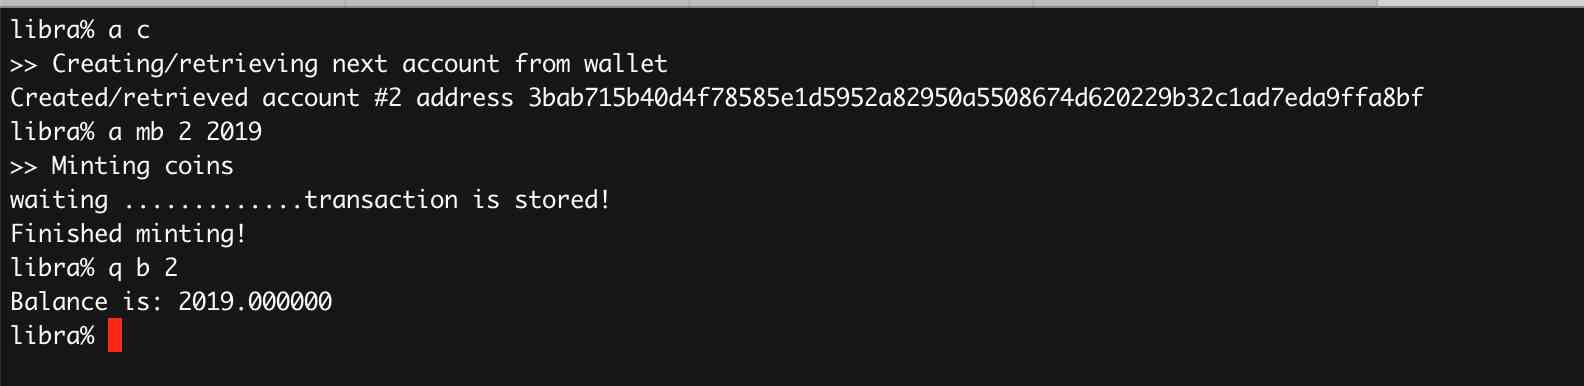 libra% a c
>> Creating/retrieving next account from wallet
Created/retrieved account #2 address 3bab715b40d4f78585e1d5952a82950a5508674d620229b32c1ad7eda9ffa8bf
libra% a mb 2 2019
>> Minting coins
waiting .............transaction is stored!
Finished minting!
libra% q b 2
Balance is: 2019.000000
libra%